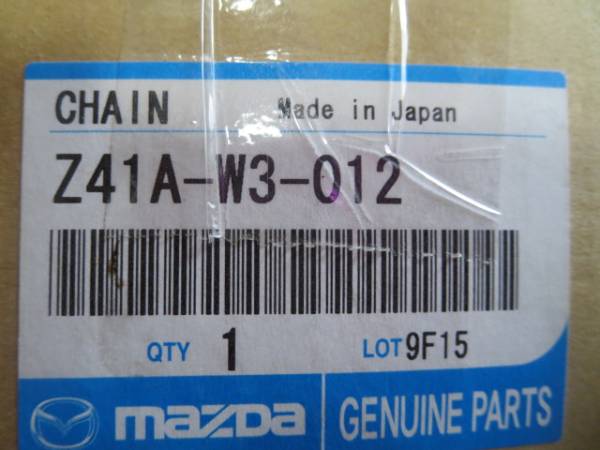 CHAIN Made in Japan
Z41A-W3-012
QTY 1 LOT 9F15
mazda GENUINE PARTS